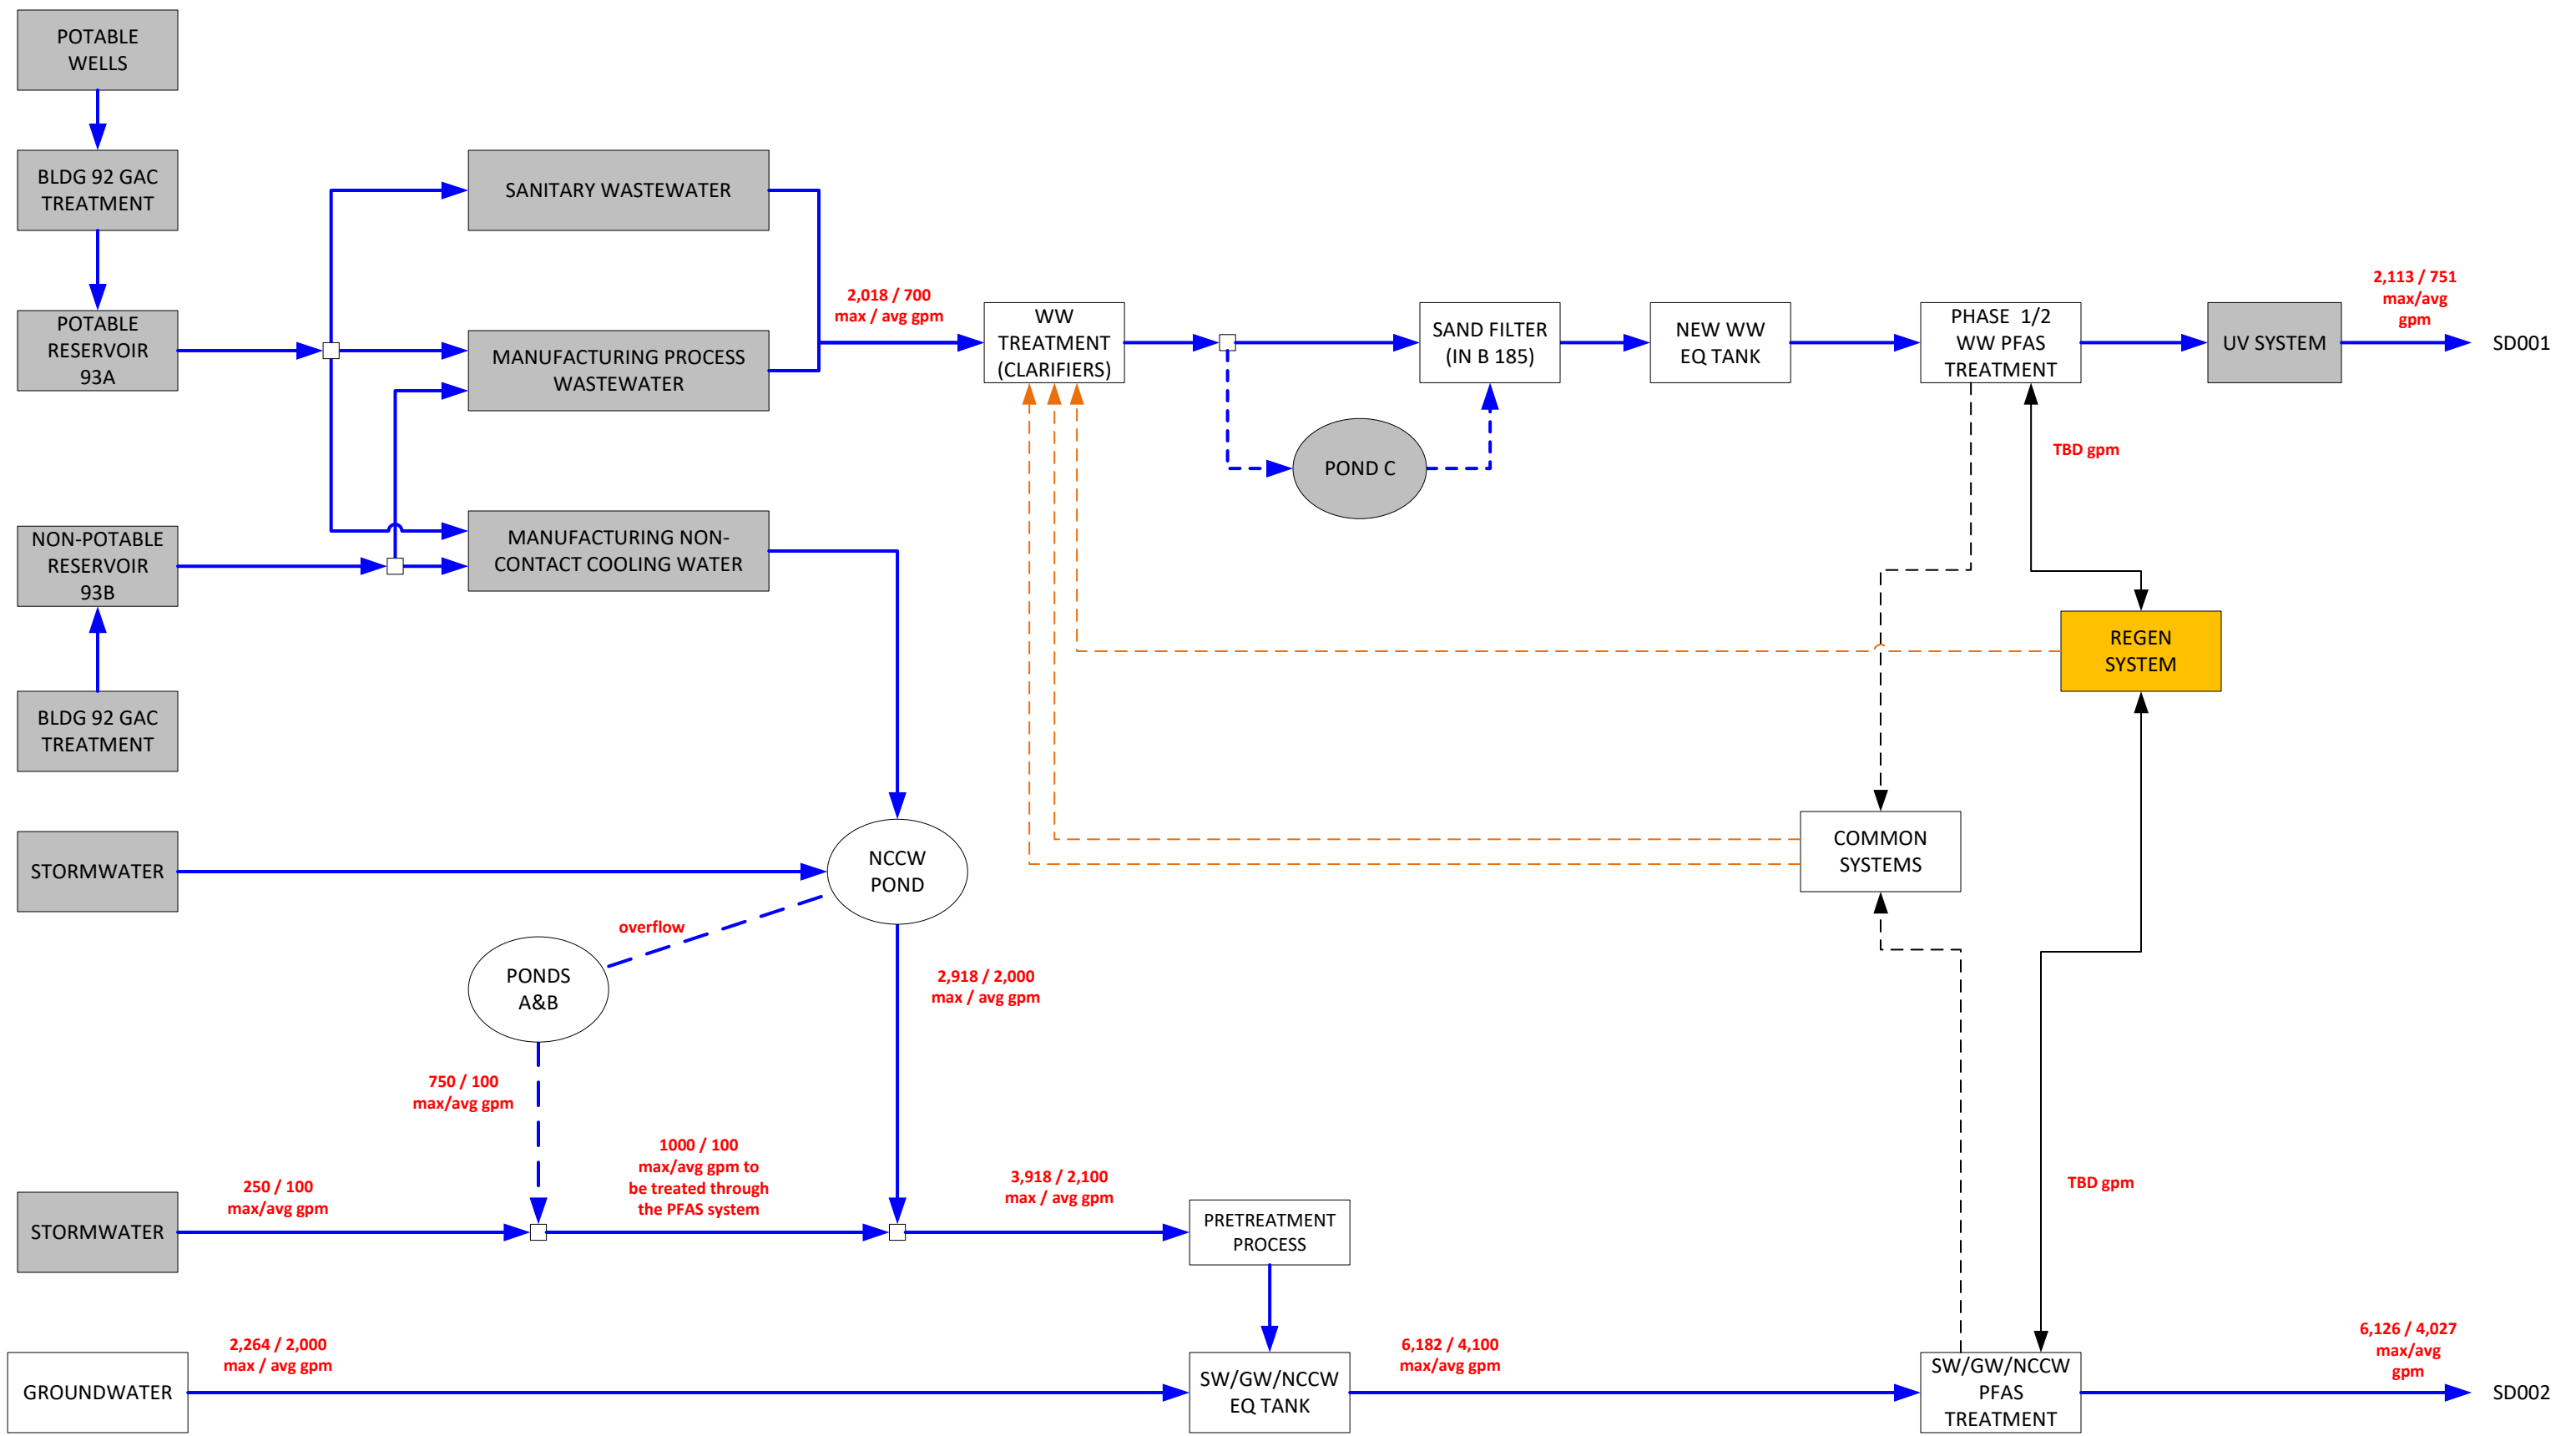 POTABLE
WELLS
BLDG 92 GAC
TREATMENT
POTABLE
RESERVOIR
93A
NON-POTABLE
RESERVOIR
93B
BLDG 92 GAC
TREATMENT
STORMWATER
STORMWATER
GROUNDWATER
SANITARY WASTEWATER
MANUFACTURING PROCESS
WASTEWATER
MANUFACTURING NON-
CONTACT COOLING WATER
2,018 / 700
max / avg gpm
WW
TREATMENT
(CLARIFIERS)
POND C
SAND FILTER
(IN B 185)
NEW WW
EQ TANK
PHASE 1/2
WW PFAS
TREATMENT
UV SYSTEM
2,113 / 751
max/avg
gpm
SD001
TBD gpm
REGEN
SYSTEM
COMMON
SYSTEMS
NCCW
POND
overflow
PONDS
A&B
2,918 / 2,000
max / avg gpm
750 / 100
max/avg gpm
250 / 100
max/avg gpm
1000 / 100
max/avg gpm to
be treated through
the PFAS system
3,918 / 2,100
max / avg gpm
PRETREATMENT
PROCESS
TBD gpm
2,264 / 2,000
max / avg gpm
SW/GW/NCCW
EQ TANK
6,182 / 4,100
max/avg gpm
SW/GW/NCCW
PFAS
TREATMENT
6,126 / 4,027
max/avg
gpm
SD002